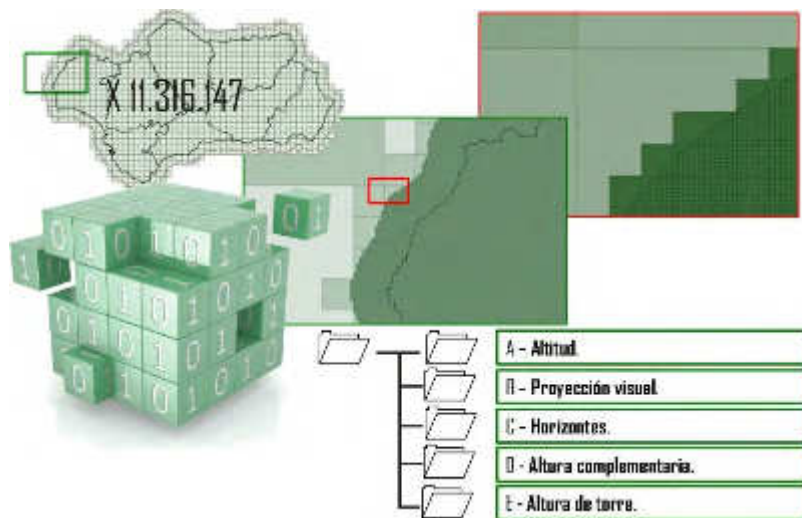 X 11.316.147
A - Altitud.
B - Proyección visual.
C - Horizontes.
D - Altura complementaria.
E - Altura de torre.